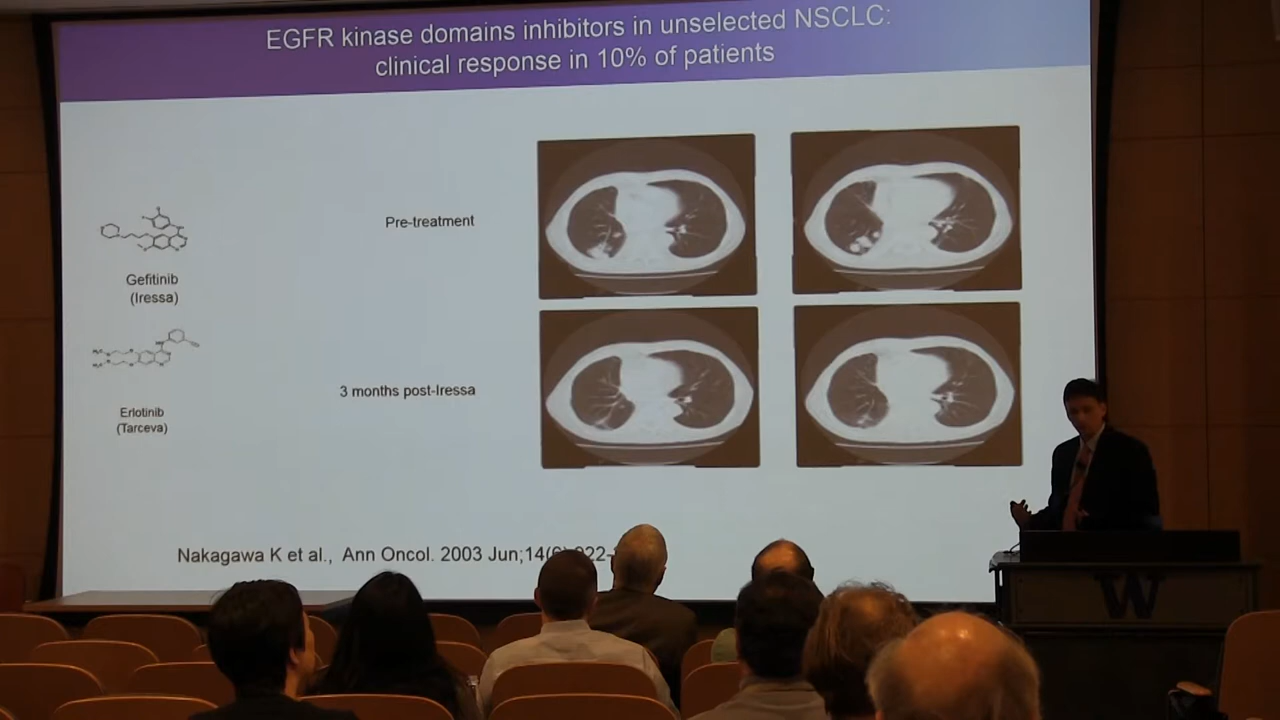 EGFR kinase domains inhibitors in unselected NSCLC:
clinical response in 10% of patients
Pre-treatment
Gefitinib
(Iressa)
3 months post-Iressa
Erlotinib
(Tarceva)
Nakagawa K et al., Ann Oncol. 2003 Jun;14(6):922-
W